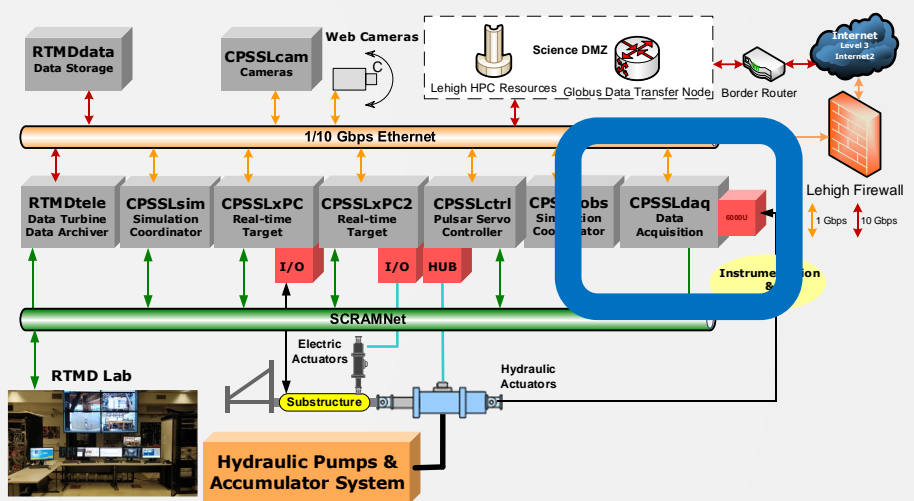 RTMDdata
Data Storage
CPSSLcam
Cameras
Web Cameras
C
Science DMZ
Lehigh HPC Resources
Globus Data Transfer Node
Border Router
Internet
Level 3
Internet2
1/10 Gbps Ethernet
Lehigh Firewall
1 Gbps
10 Gbps
RTMDtele
Data Turbine
Data Archiver
CPSSLsim
Simulation
Coordinator
CPSSLxPC
Real-time
Target
I/O
CPSSLxPC2
Real-time
Target
I/O
CPSSLctrl
Pulsar Servo
Controller
HUB
CPSSLdaq
Data
Acquisition
6000U
&
SCRAMNet
Electric
Actuators
Hydraulic
Actuators
Substructure
RTMD Lab
Hydraulic Pumps &
Accumulator System